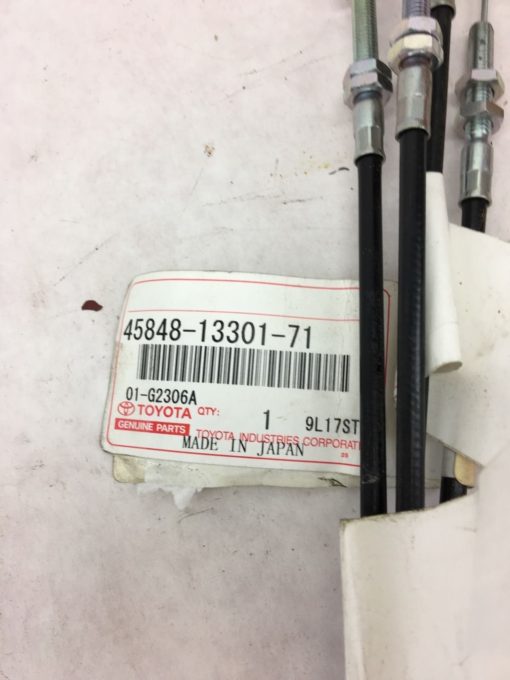 45848-13301-71
01-G2306A
TOYOTA QTY: 1 9L17ST
GENUINE PARTS TOYOTA INDUSTRIES CORPORATI
MADE IN JAPAN